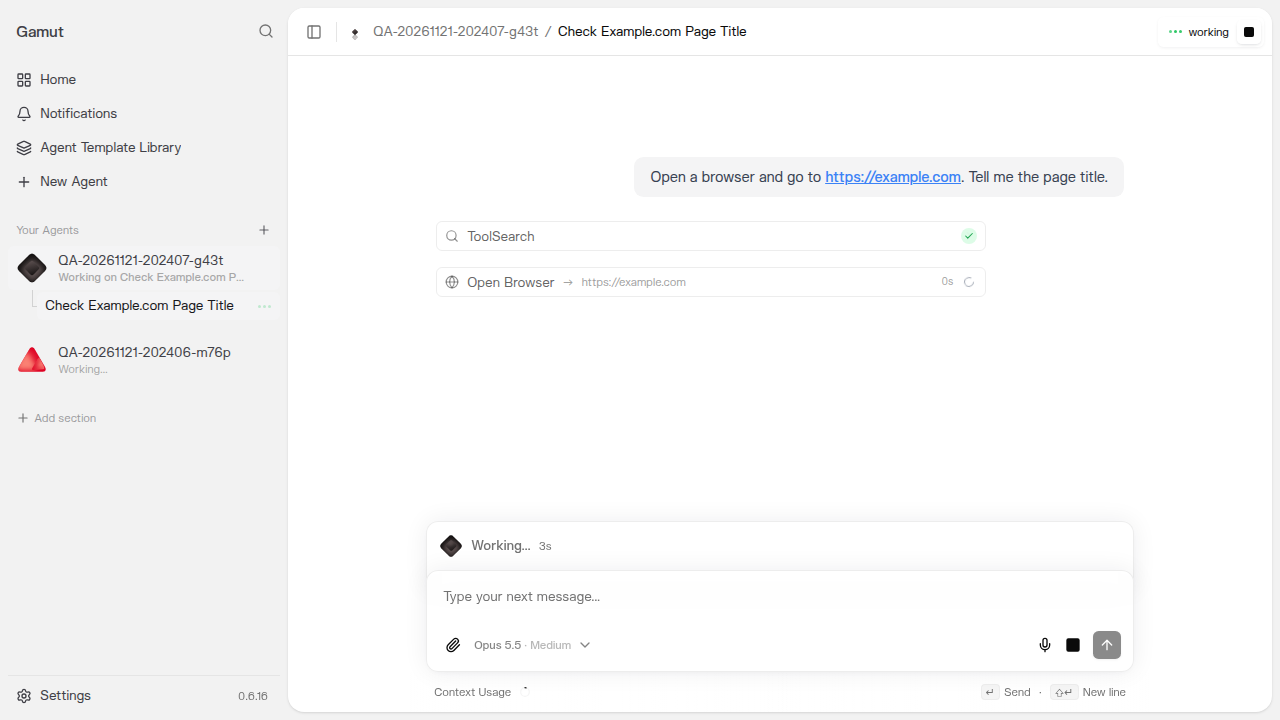 Gamut
Home
Notifications
Agent Template Library
New Agent
Your Agents
QA-20261121-202407-g43t
Working on Check Example.com P...
Check Example.com Page Title
QA-20261121-202406-m76p
Working...
Add section
Settings
0.6.16
QA-20261121-202407-g43t / Check Example.com Page Title
working
Open a browser and go to https://example.com. Tell me the page title.
ToolSearch
Open Browser → https://example.com
0s
Working... 3s
Type your next message...
Opus 5.5 · Medium
Context Usage
↵ Send · ⇧↵ New line